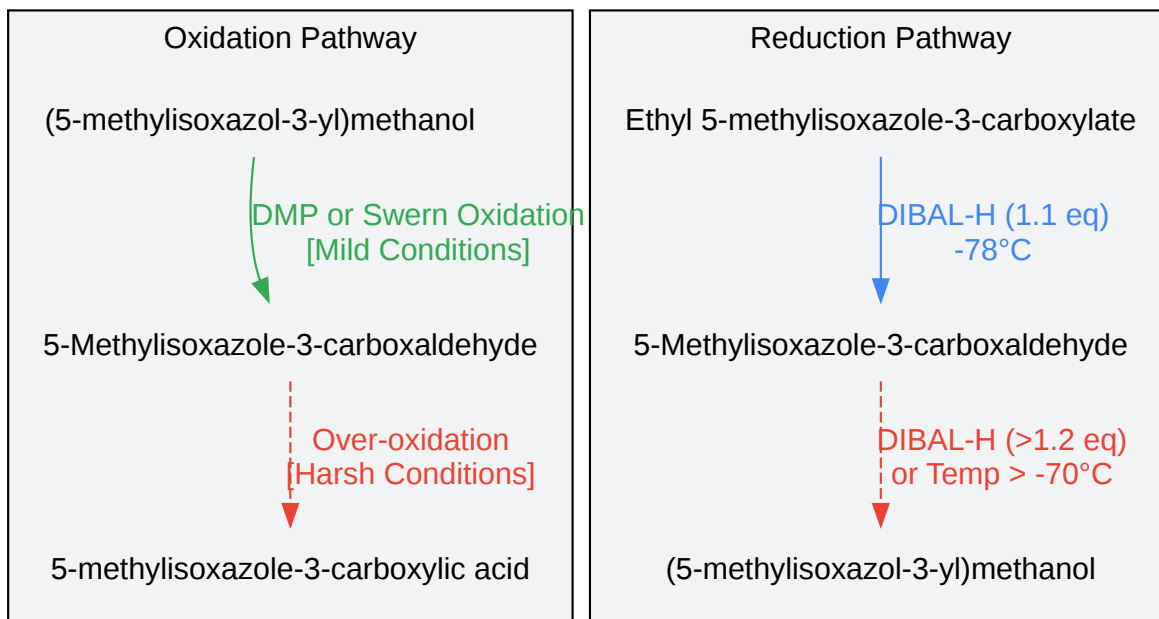 Oxidation Pathway
(5-methylisoxazol-3-yl)methanol
DMP or Swern Oxidation
[Mild Conditions]
5-Methylisoxazole-3-carboxaldehyde
Over-oxidation
[Harsh Conditions]
5-methylisoxazole-3-carboxylic acid
Reduction Pathway
Ethyl 5-methylisoxazole-3-carboxylate
DIBAL-H (1.1 eq)
-78°C
5-Methylisoxazole-3-carboxaldehyde
DIBAL-H (>1.2 eq)
or Temp > -70°C
(5-methylisoxazol-3-yl)methanol